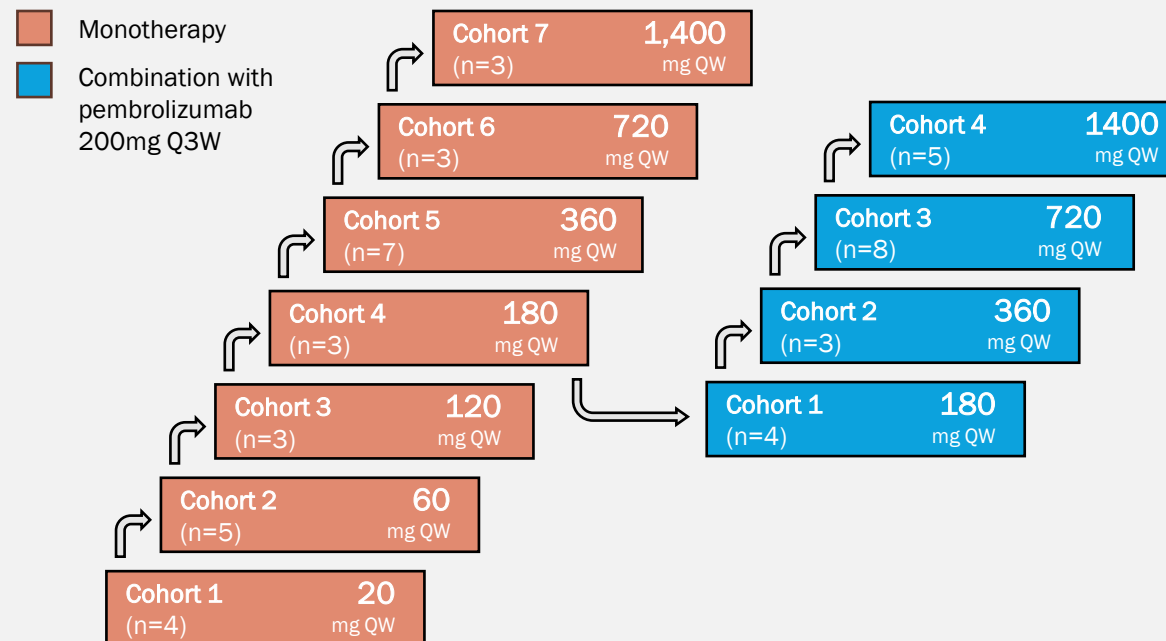 Monotherapy
Combination with
pembrolizumab
200mg Q3W
Cohort 7 1,400
(n=3) mg QW
Cohort 6 720
(n=3) mg QW
Cohort 5 360
(n=7) mg QW
Cohort 4 180
(n=3) mg QW
Cohort 3 120
(n=3) mg QW
Cohort 2 60
(n=5) mg QW
Cohort 1 20
(n=4) mg QW
Cohort 4 1400
(n=5) mg QW
Cohort 3 720
(n=8) mg QW
Cohort 2 360
(n=3) mg QW
Cohort 1 180
(n=4) mg QW